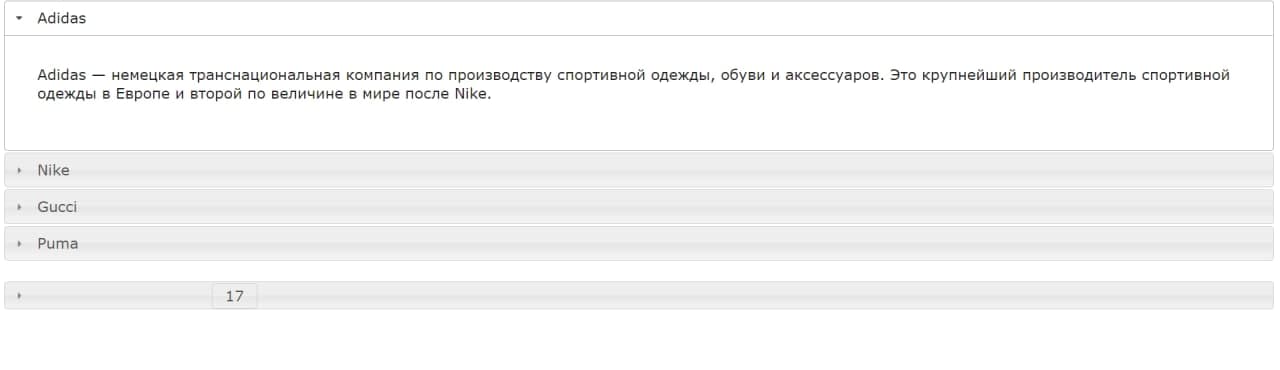 Adidas
Adidas — немецкая транснациональная компания по производству спортивной одежды, обуви и аксессуаров. Это крупнейший производитель спортивной
одежды в Европе и второй по величине в мире после Nike.
Nike
Gucci
Puma
17